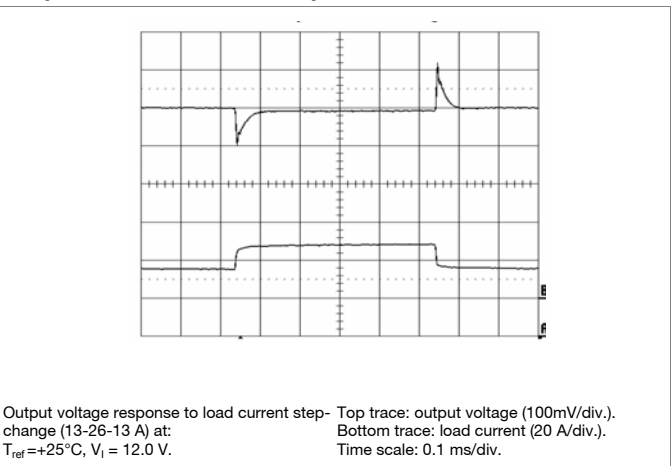 Output voltage response to load current step-
change (13-26-13 A) at:
Tref =+25°C, VI = 12.0 V.
Top trace: output voltage (100mV/div.).
Bottom trace: load current (20 A/div.).
Time scale: 0.1 ms/div.